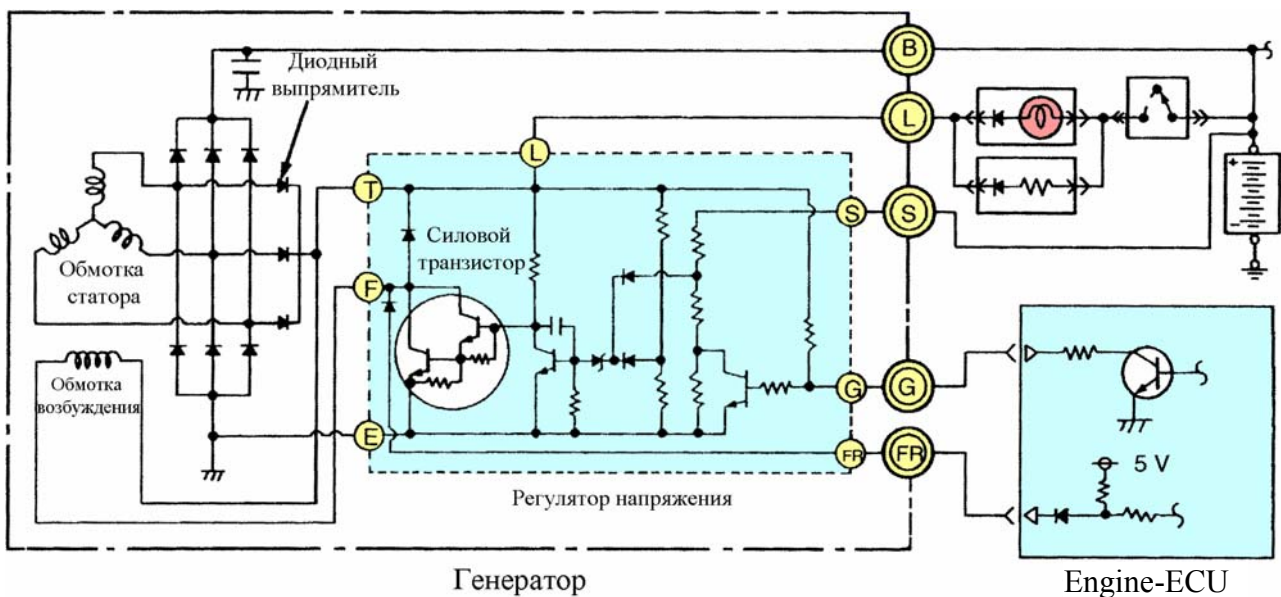 B
Диодный
выпрямитель
L
L
T
S
S
Силовой
транзистор
F
Обмотка
статора
+
−
Обмотка
возбуждения
G
G
E
FR
FR
5 V
Регулятор напряжения
Генератор
Engine-ECU